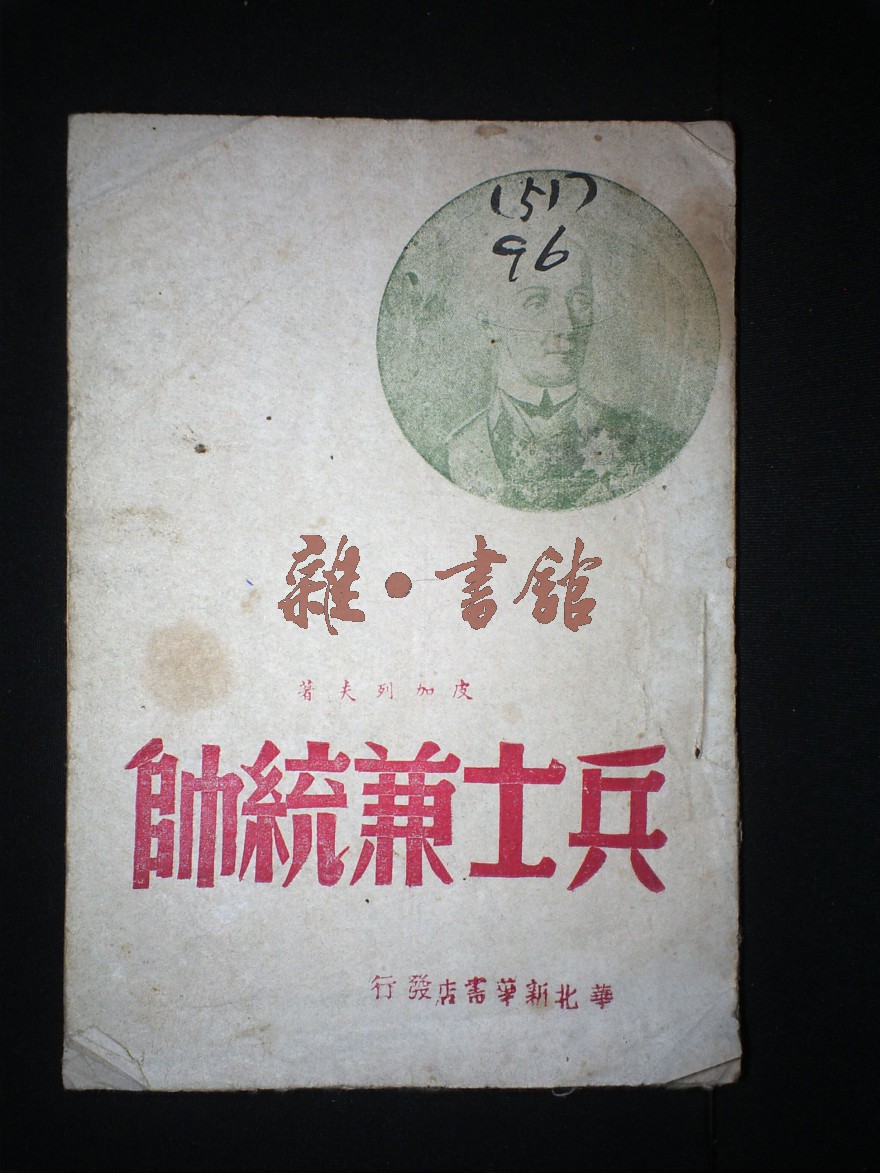 (51)
96
雜·書館
皮加列夫著
兵士兼統帥
華北新華書店發行